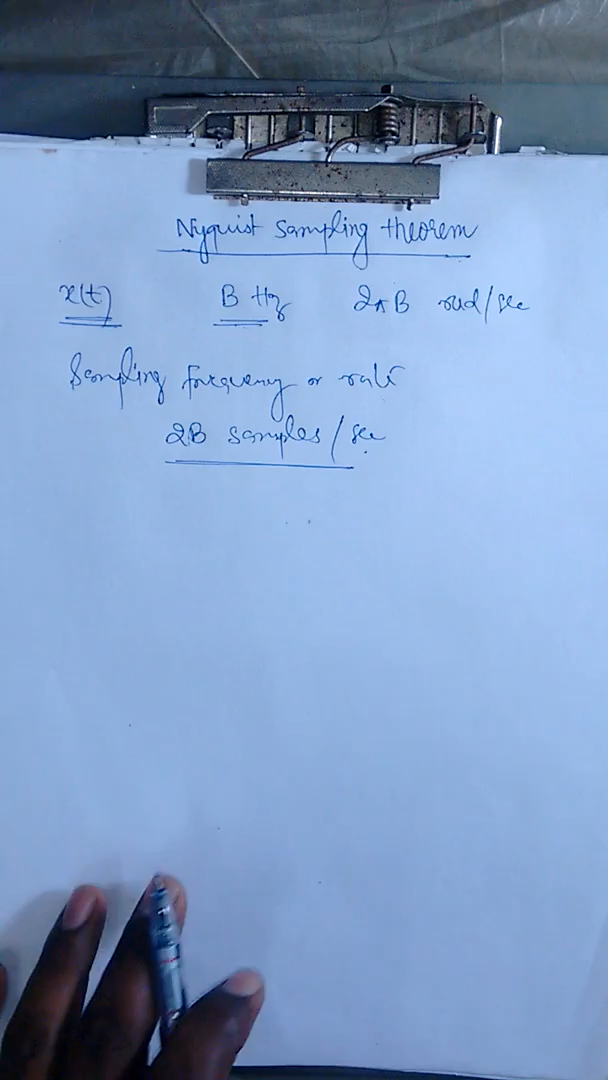 Nyquist Sampling theorem
x(t) B Hz 2πB rad/sec
Sampling frequency or rate
2B samples/sec